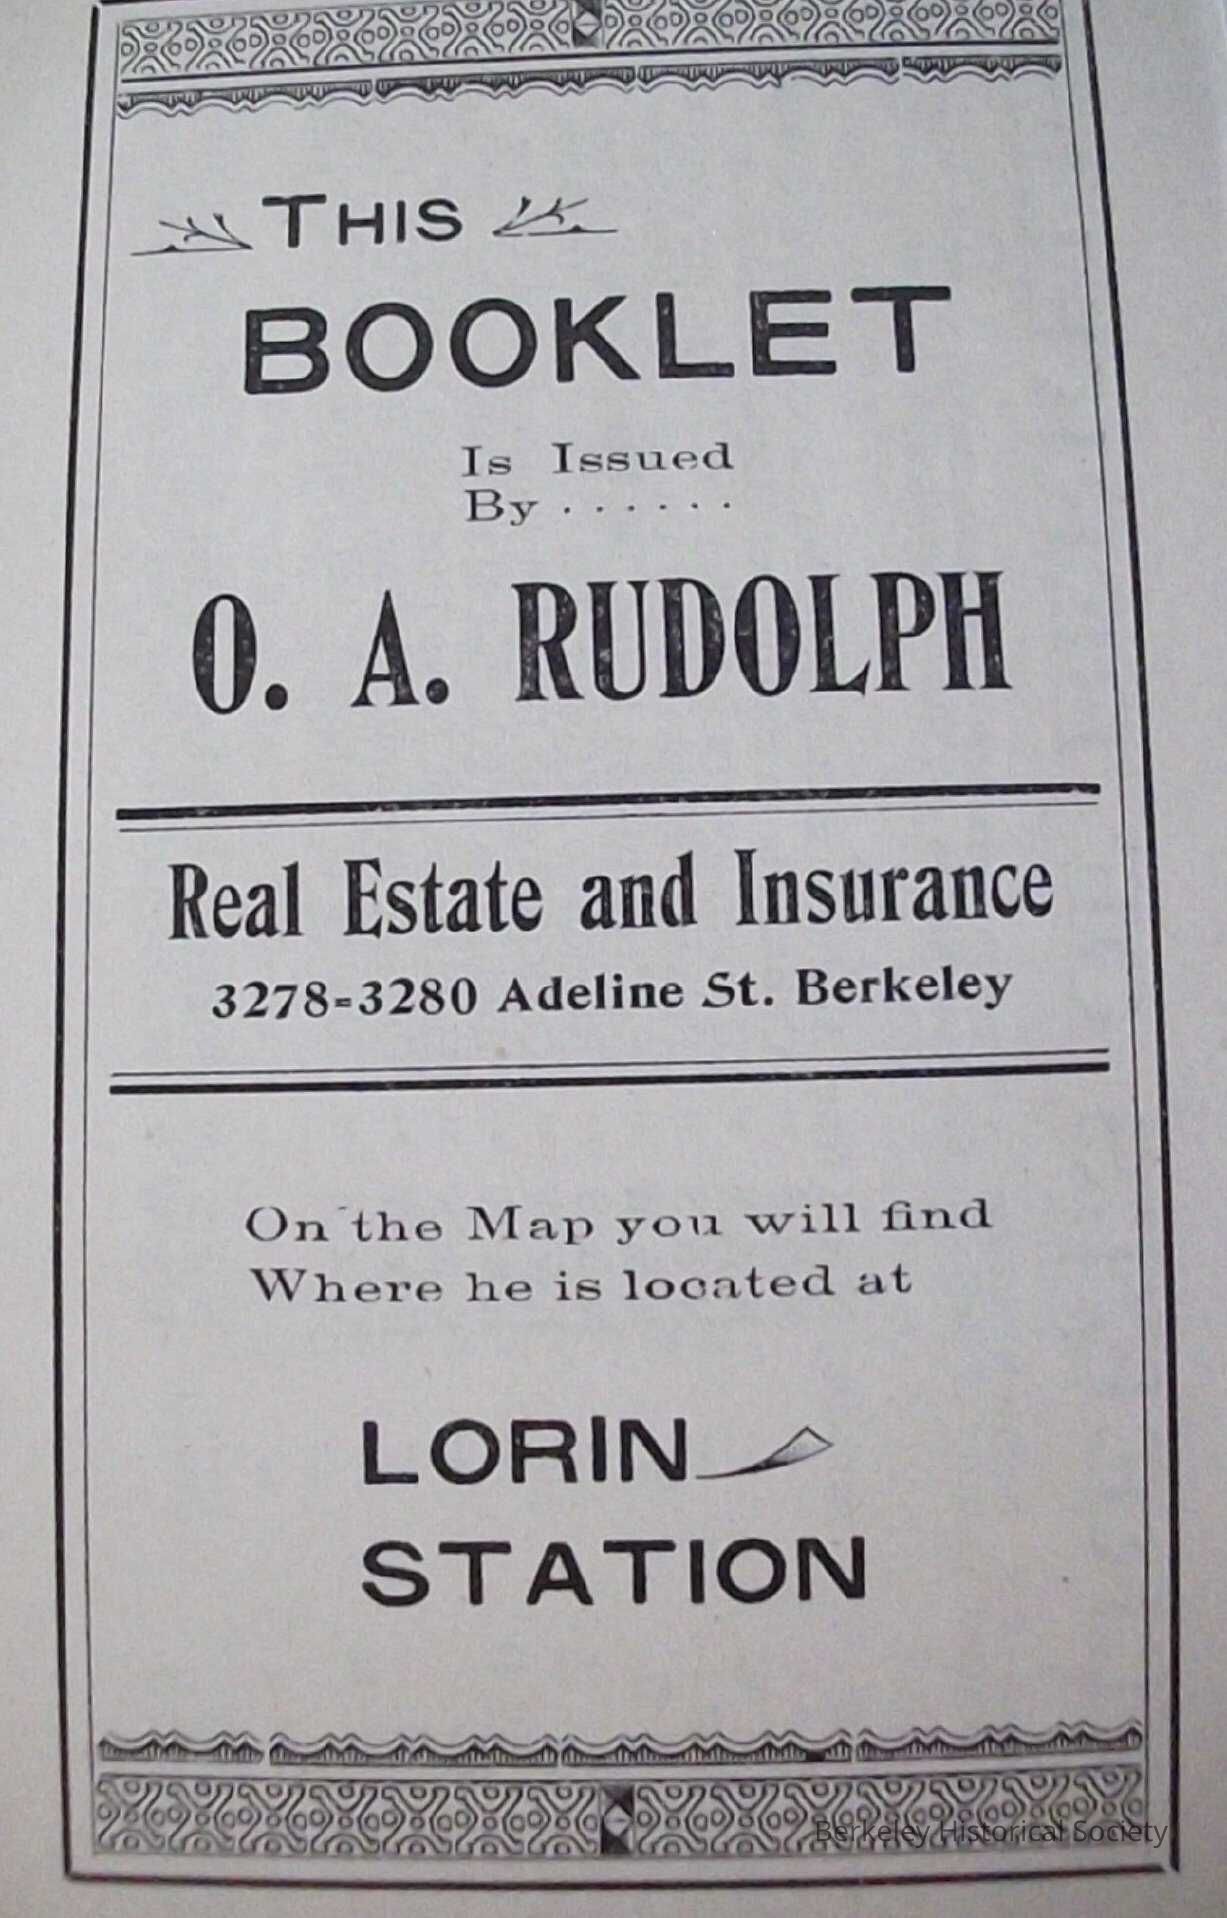 THIS
BOOKLET
Is Issued
By ......
O. A. RUDOLPH
Real Estate and Insurance
3278=3280 Adeline St. Berkeley
On the Map you will find
Where he is located at
LORIN
STATION
Berkeley Historical Society